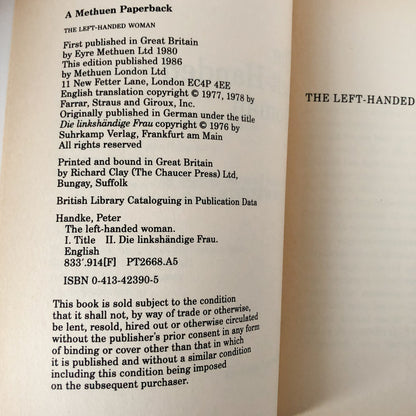 A Methuen Paperback
THE LEFT-HANDED WOMAN
First published in Great Britain
by Eyre Methuen Ltd 1980
This edition published 1986
by Methuen London Ltd
11 New Fetter Lane, London EC4P 4EE
English translation copyright © 1977, 1978 by
Farrar, Straus and Giroux, Inc.
Originally published in German under the title
Die linkshändige Frau copyright © 1976 by
Suhrkamp Verlag, Frankfurt am Main
All rights reserved
Printed and bound in Great Britain
by Richard Clay (The Chaucer Press) Ltd,
Bungay, Suffolk
British Library Cataloguing in Publication Data
Handke, Peter
The left-handed woman.
I. Title II. Die linkshändige Frau.
English
833'.914[F] PT2668.A5
ISBN 0-413-42390-5
This book is sold subject to the condition
that it shall not, by way of trade or otherwise,
be lent, resold, hired out or otherwise circulated
without the publisher's prior consent in any form
of binding or cover other than that in which
it is published and without a similar condition
including this condition being imposed
on the subsequent purchaser.
THE LEFT-HANDED